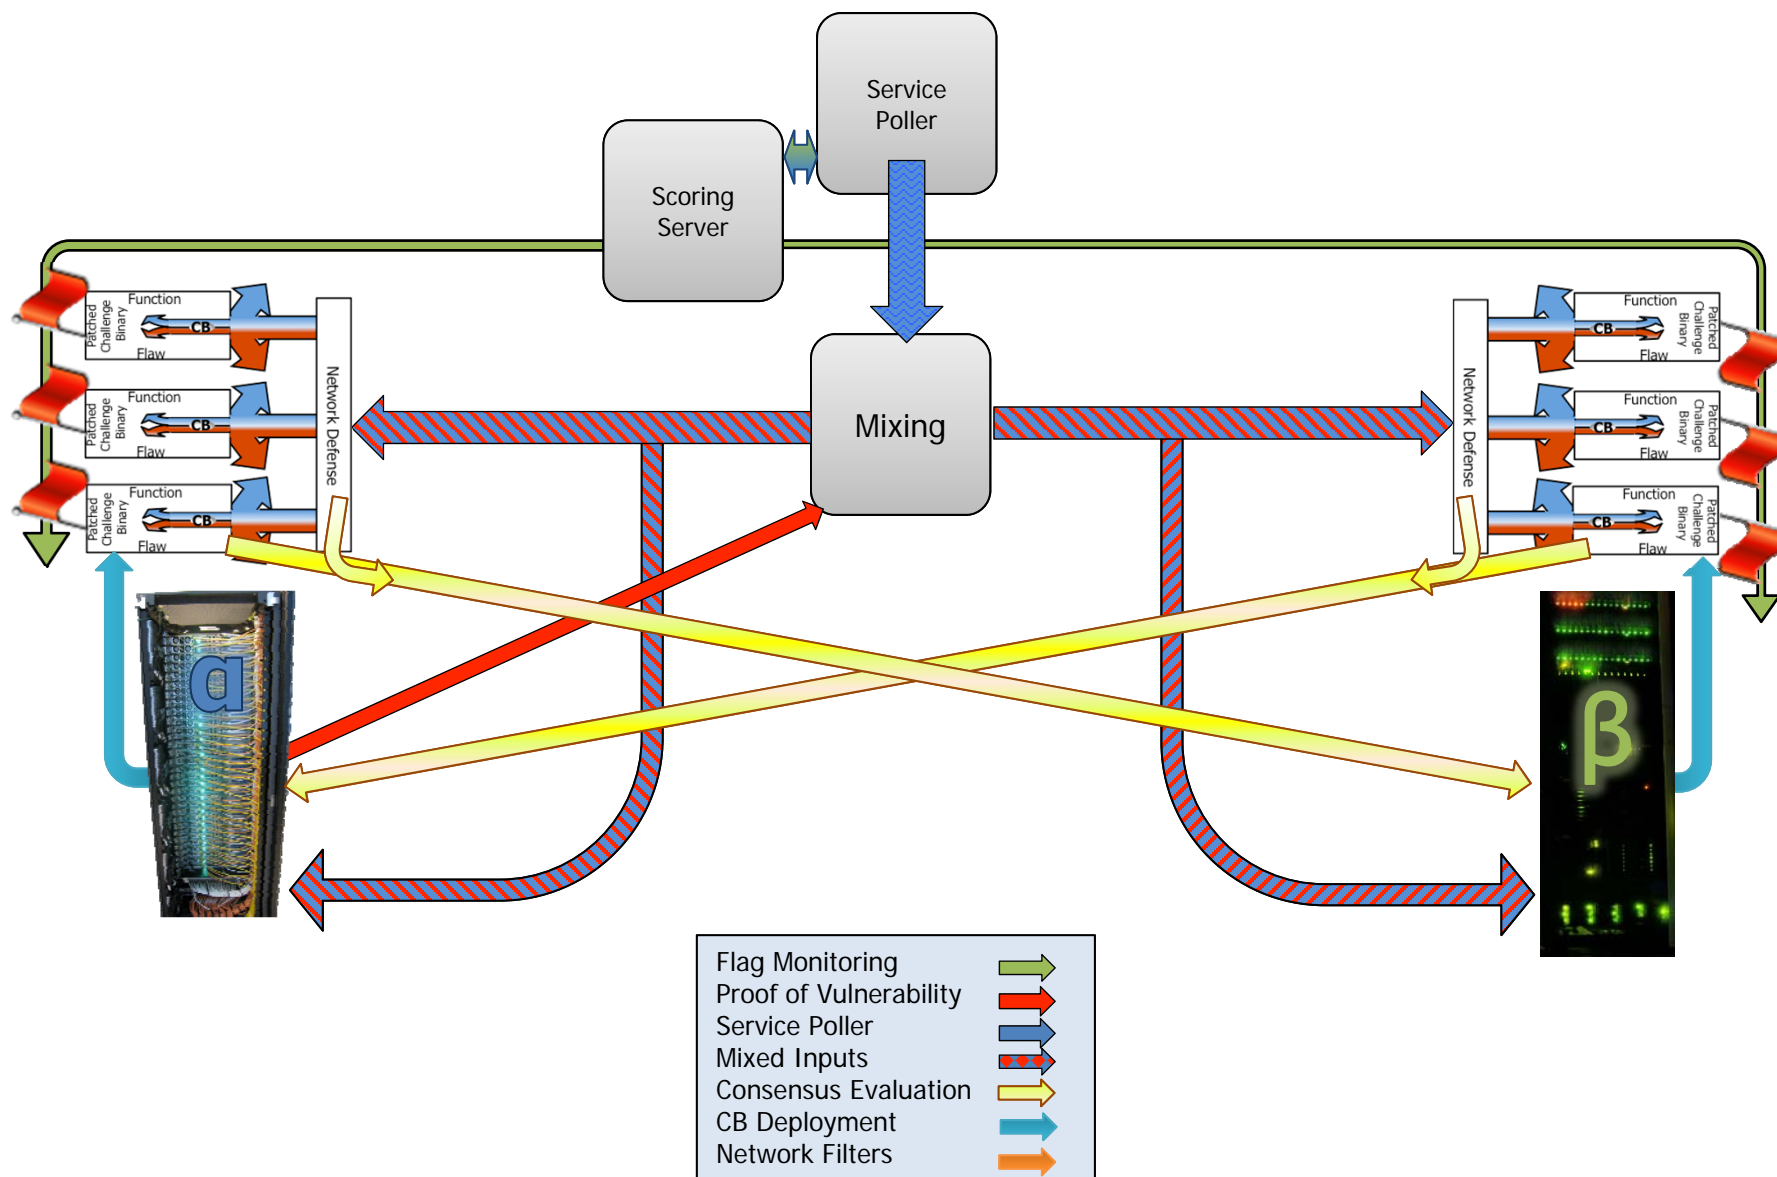 Service
Poller
Scoring
Server
Function
Patched
Challenge
Binary
CB
Flaw
Function
Patched
Challenge
Binary
CB
Flaw
Function
Patched
Challenge
Binary
CB
Flaw
Network Defense
Mixing
Network Defense
Function
Patched
Challenge
Binary
CB
Flaw
Function
Patched
Challenge
Binary
CB
Flaw
Function
Patched
Challenge
Binary
CB
Flaw
α
β
Flag Monitoring
Proof of Vulnerability
Service Poller
Mixed Inputs
Consensus Evaluation
CB Deployment
Network Filters